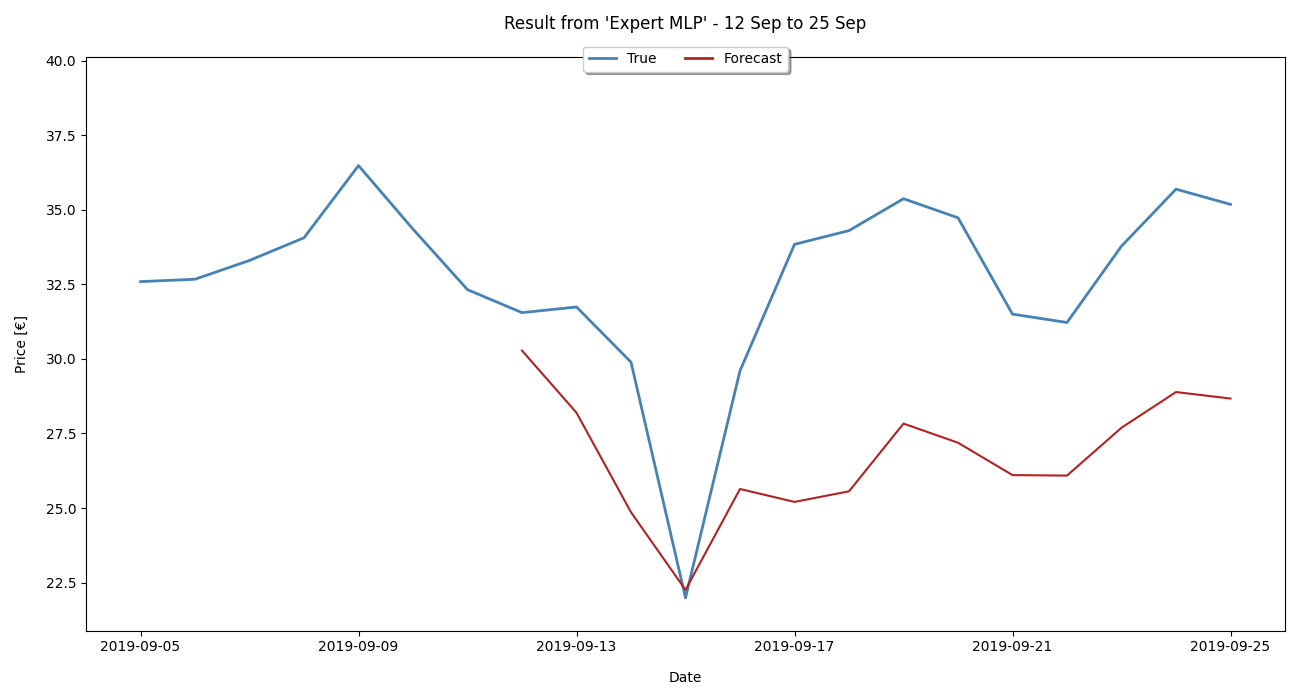 Result from 'Expert MLP' - 12 Sep to 25 Sep
True Forecast
40.0
37.5
35.0
32.5
30.0
27.5
25.0
22.5
Price [€]
2019-09-05 2019-09-09 2019-09-13 2019-09-17 2019-09-21 2019-09-25
Date